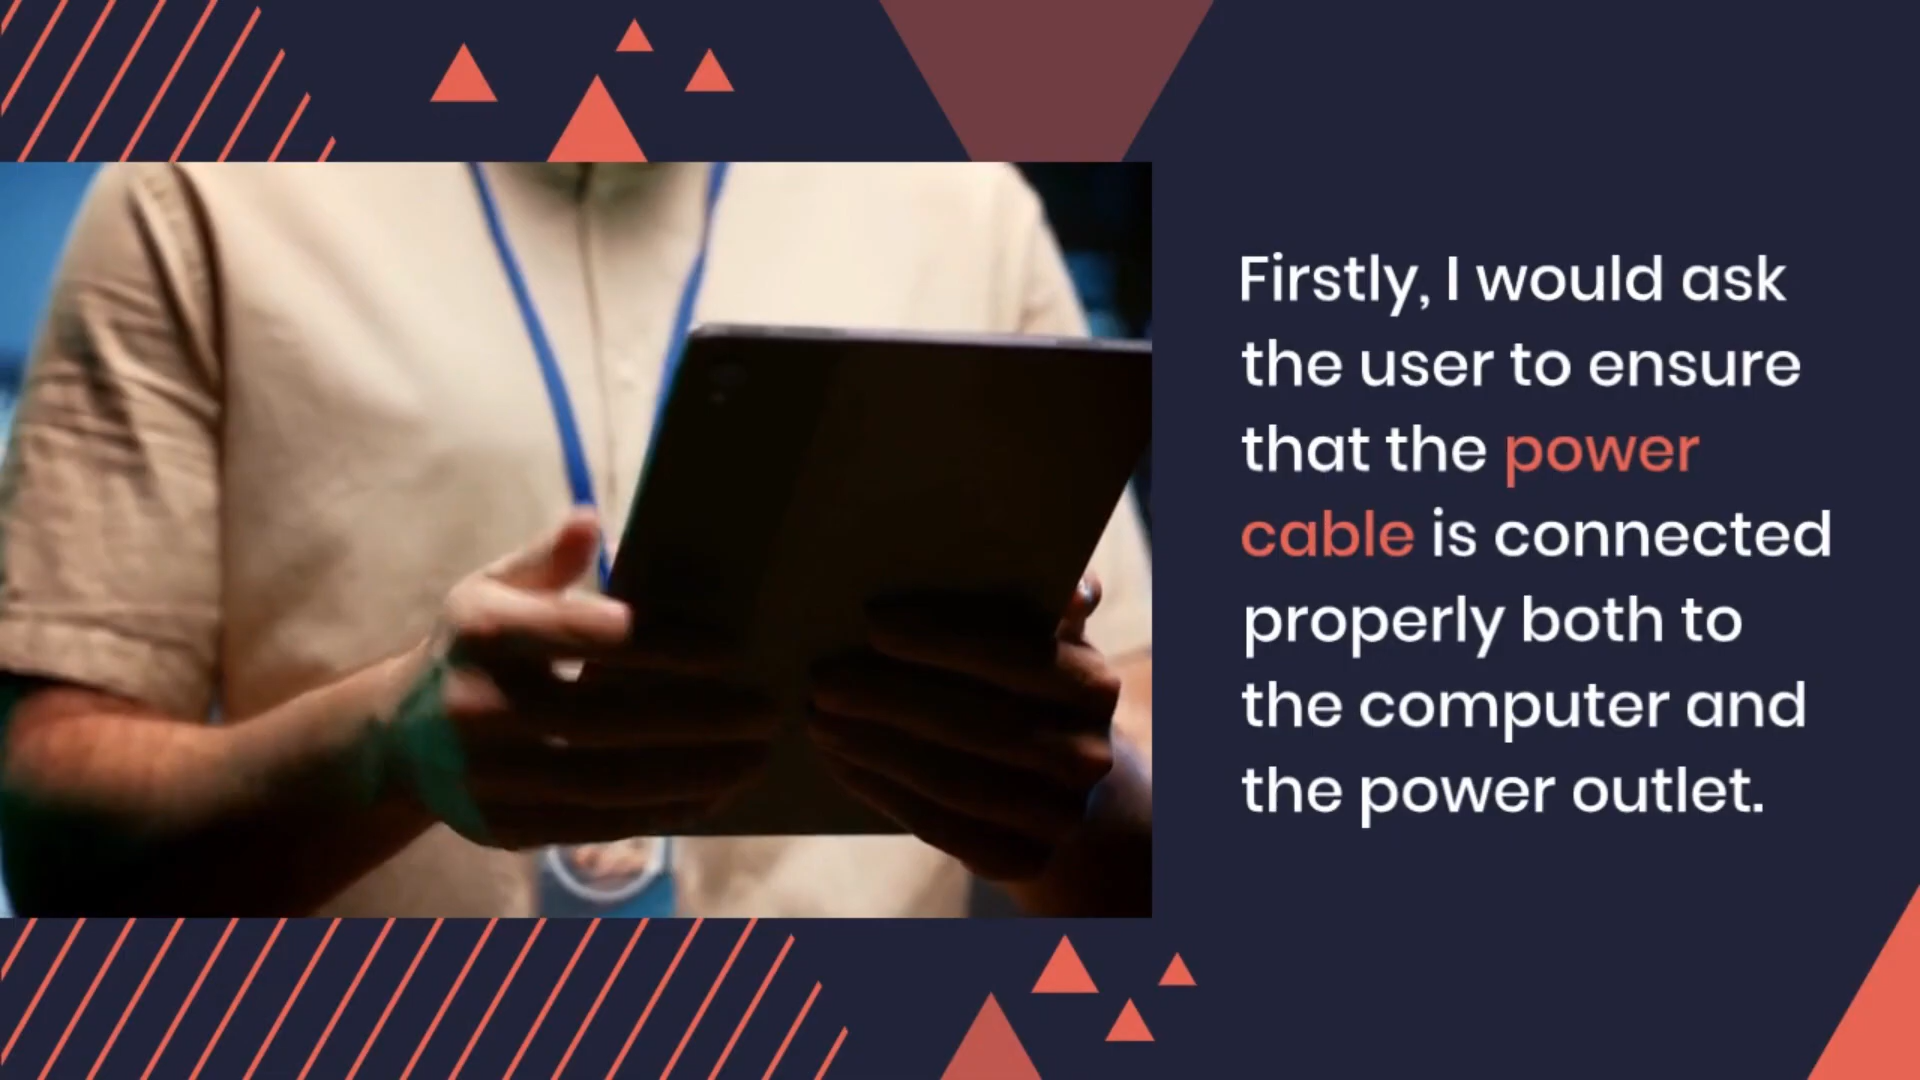 Firstly, I would ask
the user to ensure
that the power
cable is connected
properly both to
the computer and
the power outlet.